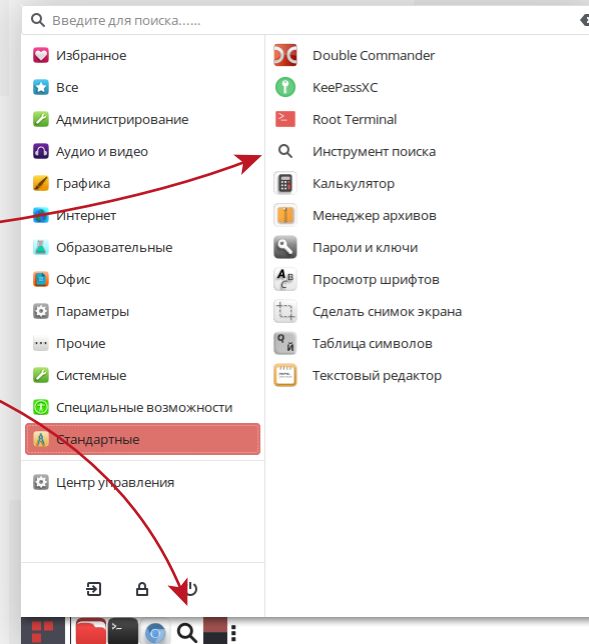 Введите для поиска......
Избранное
Все
Администрирование
Аудио и видео
Графика
Интернет
Образовательные
Офис
Параметры
Прочие
Системные
Специальные возможности
Стандартные
Центр управления
Double Commander
KeePassXC
Root Terminal
Инструмент поиска
Калькулятор
Менеджер архивов
Пароли и ключи
Просмотр шрифтов
Сделать снимок экрана
Таблица символов
Текстовый редактор